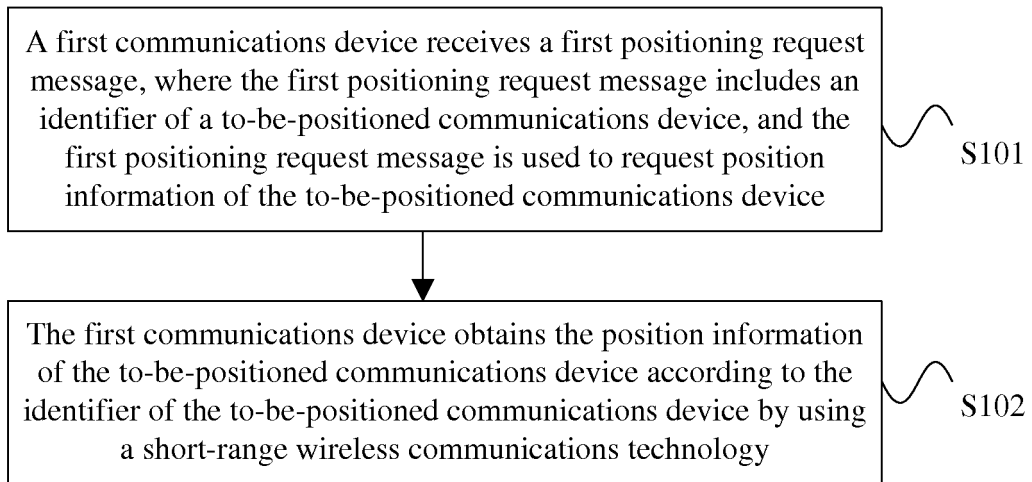 A first communications device receives a first positioning request
message, where the first positioning request message includes an
identifier of a to-be-positioned communications device, and the
first positioning request message is used to request position
information of the to-be-positioned communications device
S101
The first communications device obtains the position information
of the to-be-positioned communications device according to the
identifier of the to-be-positioned communications device by using
a short-range wireless communications technology
S102